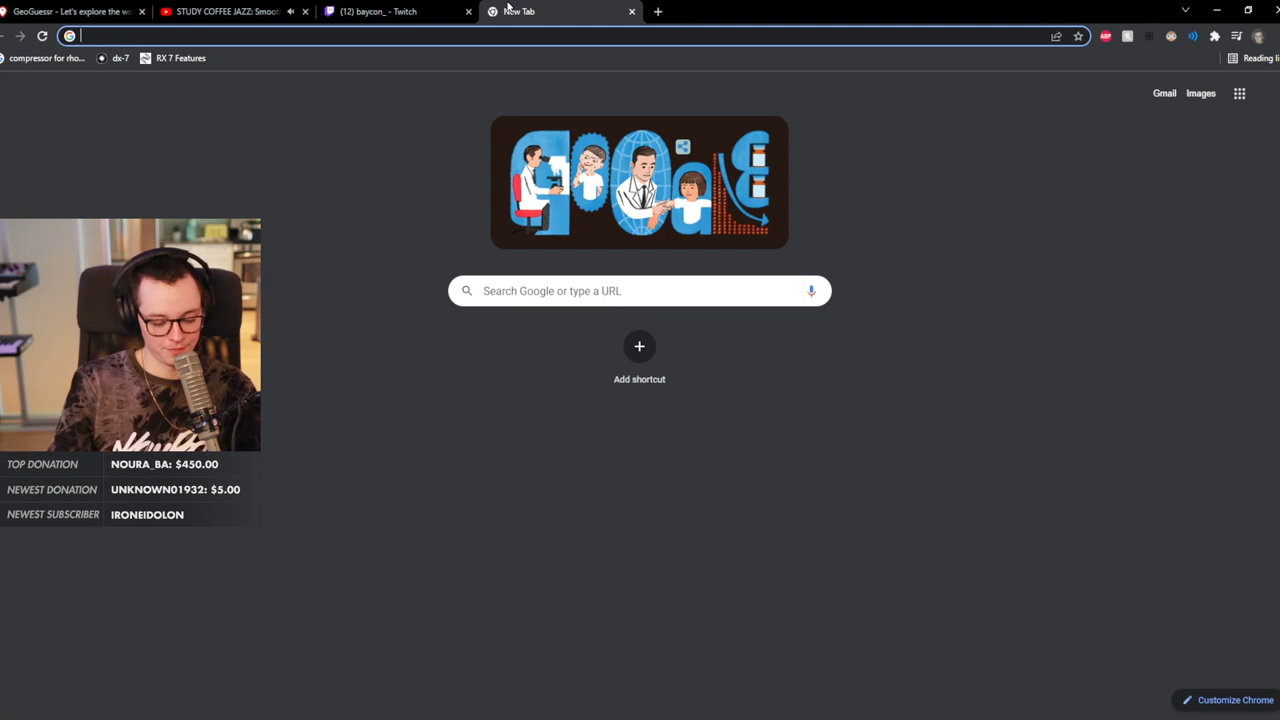 GeoGuessr - Let's explore the wo
STUDY COFFEE JAZZ: Smoot
(12) baycon_ - Twitch
New Tab
compressor for rho...
dx-7
RX 7 Features
ABP
Reading li
Gmail
Images
Search Google or type a URL
Add shortcut
TOP DONATION NOURA_BA: $450.00
NEWEST DONATION UNKNOWN01932: $5.00
NEWEST SUBSCRIBER IRONEIDOLON
Customize Chrome